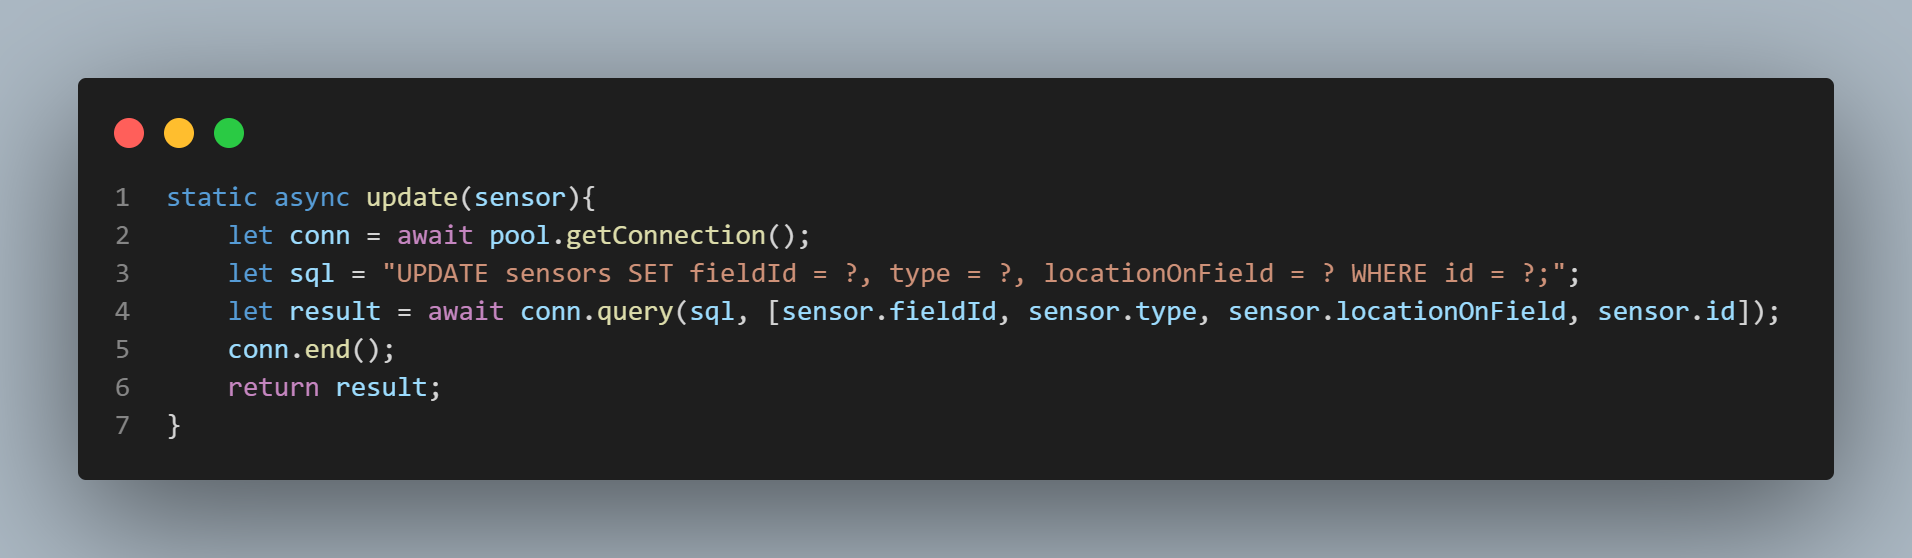 1 static async update(sensor){
2     let conn = await pool.getConnection();
3     let sql = "UPDATE sensors SET fieldId = ?, type = ?, locationOnField = ? WHERE id = ?;";
4     let result = await conn.query(sql, [sensor.fieldId, sensor.type, sensor.locationOnField, sensor.id]);
5     conn.end();
6     return result;
7 }